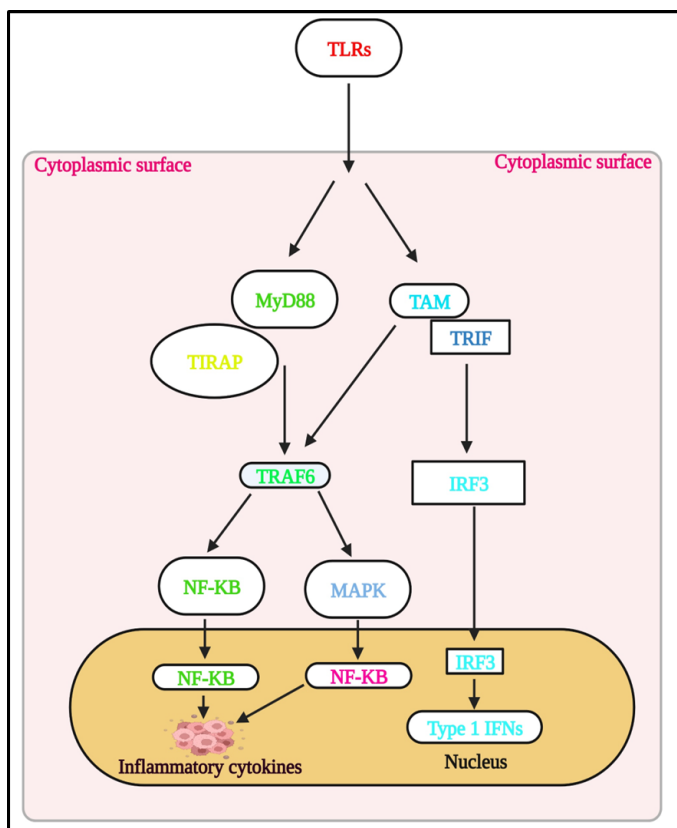 TLRs
Cytoplasmic surface
Cytoplasmic surface
MyD88
TAM
TIRAP
TRIF
TRAF6
IRF3
NF-KB
MAPK
NF-KB
NF-KB
IRF3
Type 1 IFNs
Inflammatory cytokines
Nucleus